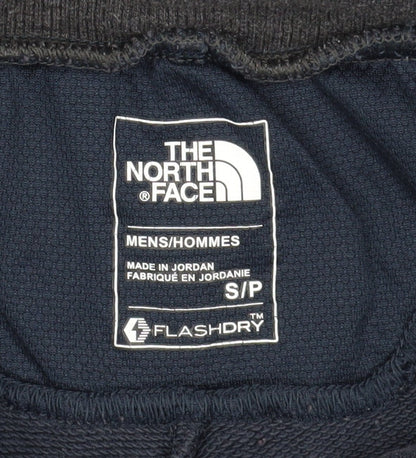 THE
NORTH
®FACE
MENS/HOMMES
MADE IN JORDAN
FABRIQUÉ EN JORDANIE
S/P
FLASHDRY™